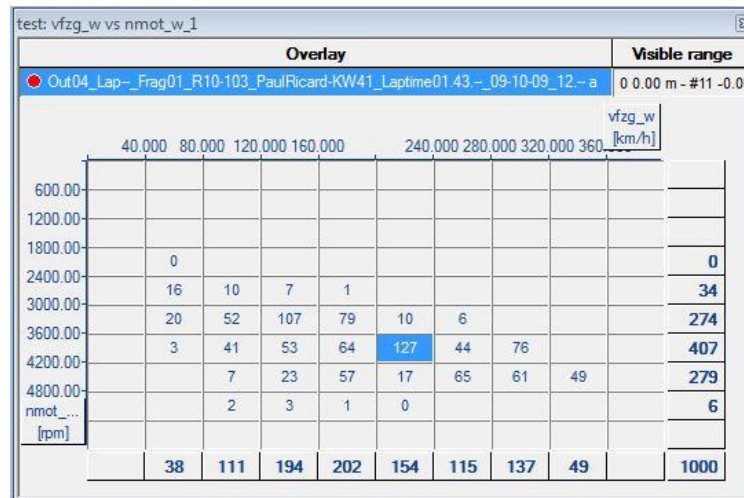 test: vfzg_w vs nmot_w_1
Overlay Visible range
Out04_Lap--_Frag01_R10-103_PaulRicard-KW41_Laptime01.43.--_09-10-09_12.-- a 0 0.00 m - #11 -0.0
vfzg_w
[km/h]
40.000 80.000 120.000 160.000 240.000 280.000 320.000 360.
600.00
1200.00
1800.00
0 0
2400.00
16 10 7 1 34
3000.00
20 52 107 79 10 6 274
3600.00
3 41 53 64 127 44 76 407
4200.00
7 23 57 17 65 61 49 279
4800.00
2 3 1 0 6
nmot_...
[rpm]
38 111 194 202 154 115 137 49 1000